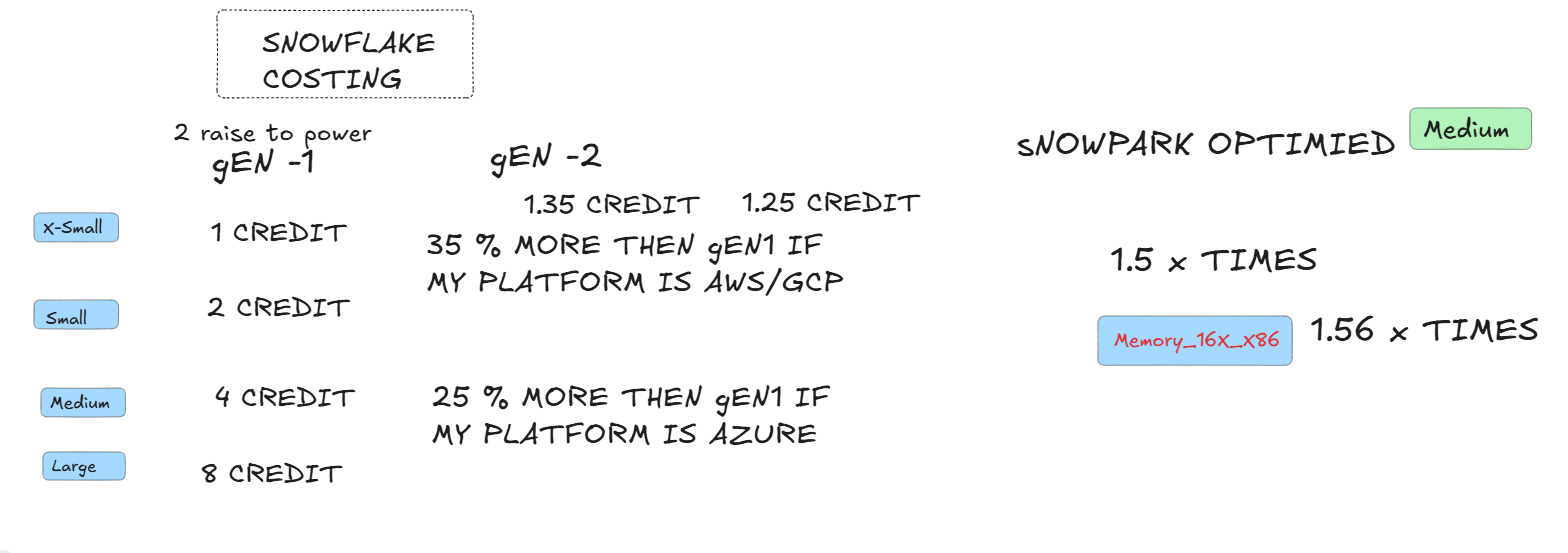 SNOWFLAKE
COSTING
2 raise to power
gEN -1
gEN -2
sNOWPARK OPTIMIED
Medium
1.35 CREDIT
1.25 CREDIT
X-Small
1 CREDIT
35 % MORE THEN gEN1 IF
MY PLATFORM IS AWS/GCP
1.5 x TIMES
Small
2 CREDIT
Memory_16X_X86
1.56 x TIMES
Medium
4 CREDIT
25 % MORE THEN gEN1 IF
MY PLATFORM IS AZURE
Large
8 CREDIT